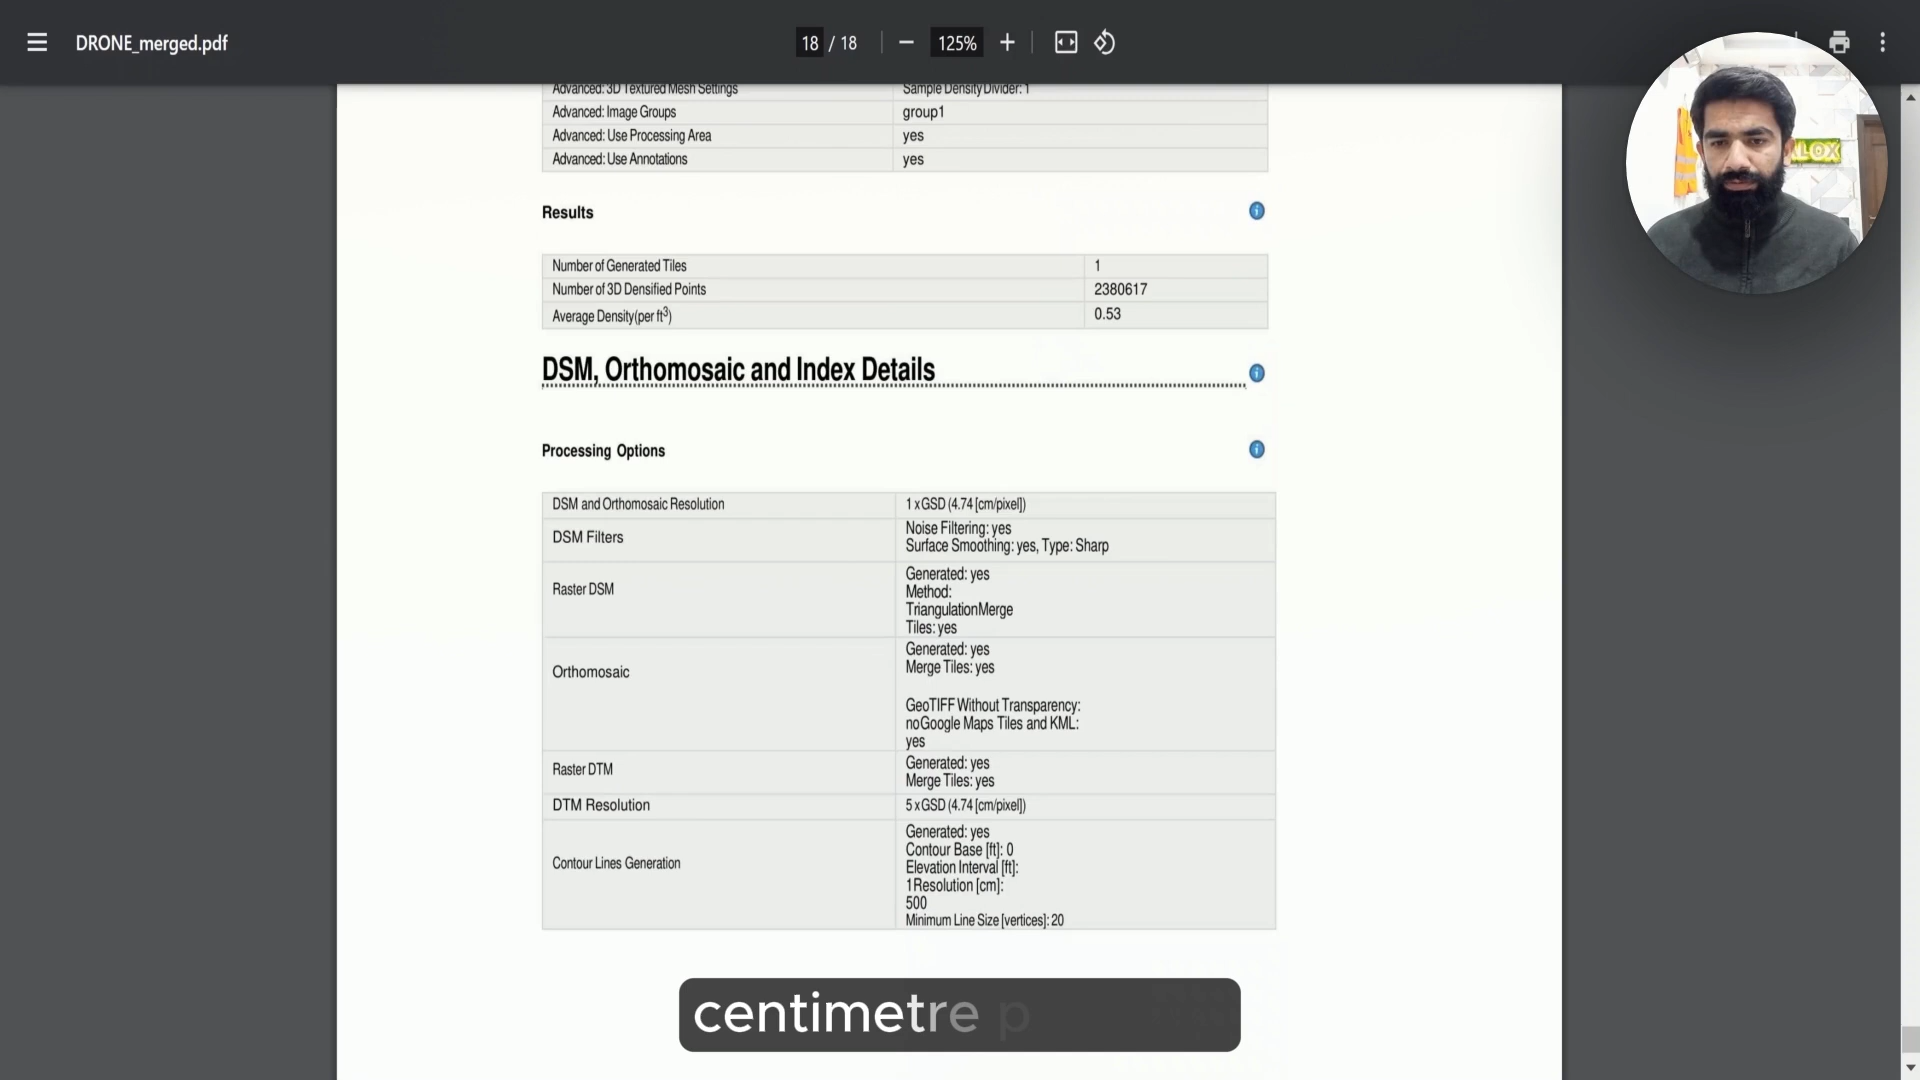 DRONE_merged.pdf
18 / 18
125%
Advanced: 3D Textured Mesh Settings Sample Density Divider: 1
Advanced: Image Groups group1
Advanced: Use Processing Area yes
Advanced: Use Annotations yes
Results
Number of Generated Tiles 1
Number of 3D Densified Points 2380617
Average Density(per ft³) 0.53
DSM, Orthomosaic and Index Details
Processing Options
DSM and Orthomosaic Resolution 1 x GSD (4.74 [cm/pixel])
DSM Filters
Noise Filtering: yes
Surface Smoothing: yes, Type: Sharp
Raster DSM
Generated: yes
Method:
TriangulationMerge
Tiles: yes
Orthomosaic
Generated: yes
Merge Tiles: yes
GeoTIFF Without Transparency:
noGoogle Maps Tiles and KML:
yes
Raster DTM
Generated: yes
Merge Tiles: yes
DTM Resolution 5 x GSD (4.74 [cm/pixel])
Contour Lines Generation
Generated: yes
Contour Base [ft]: 0
Elevation Interval [ft]:
1Resolution [cm]:
500
Minimum Line Size [vertices]: 20
centimetre p